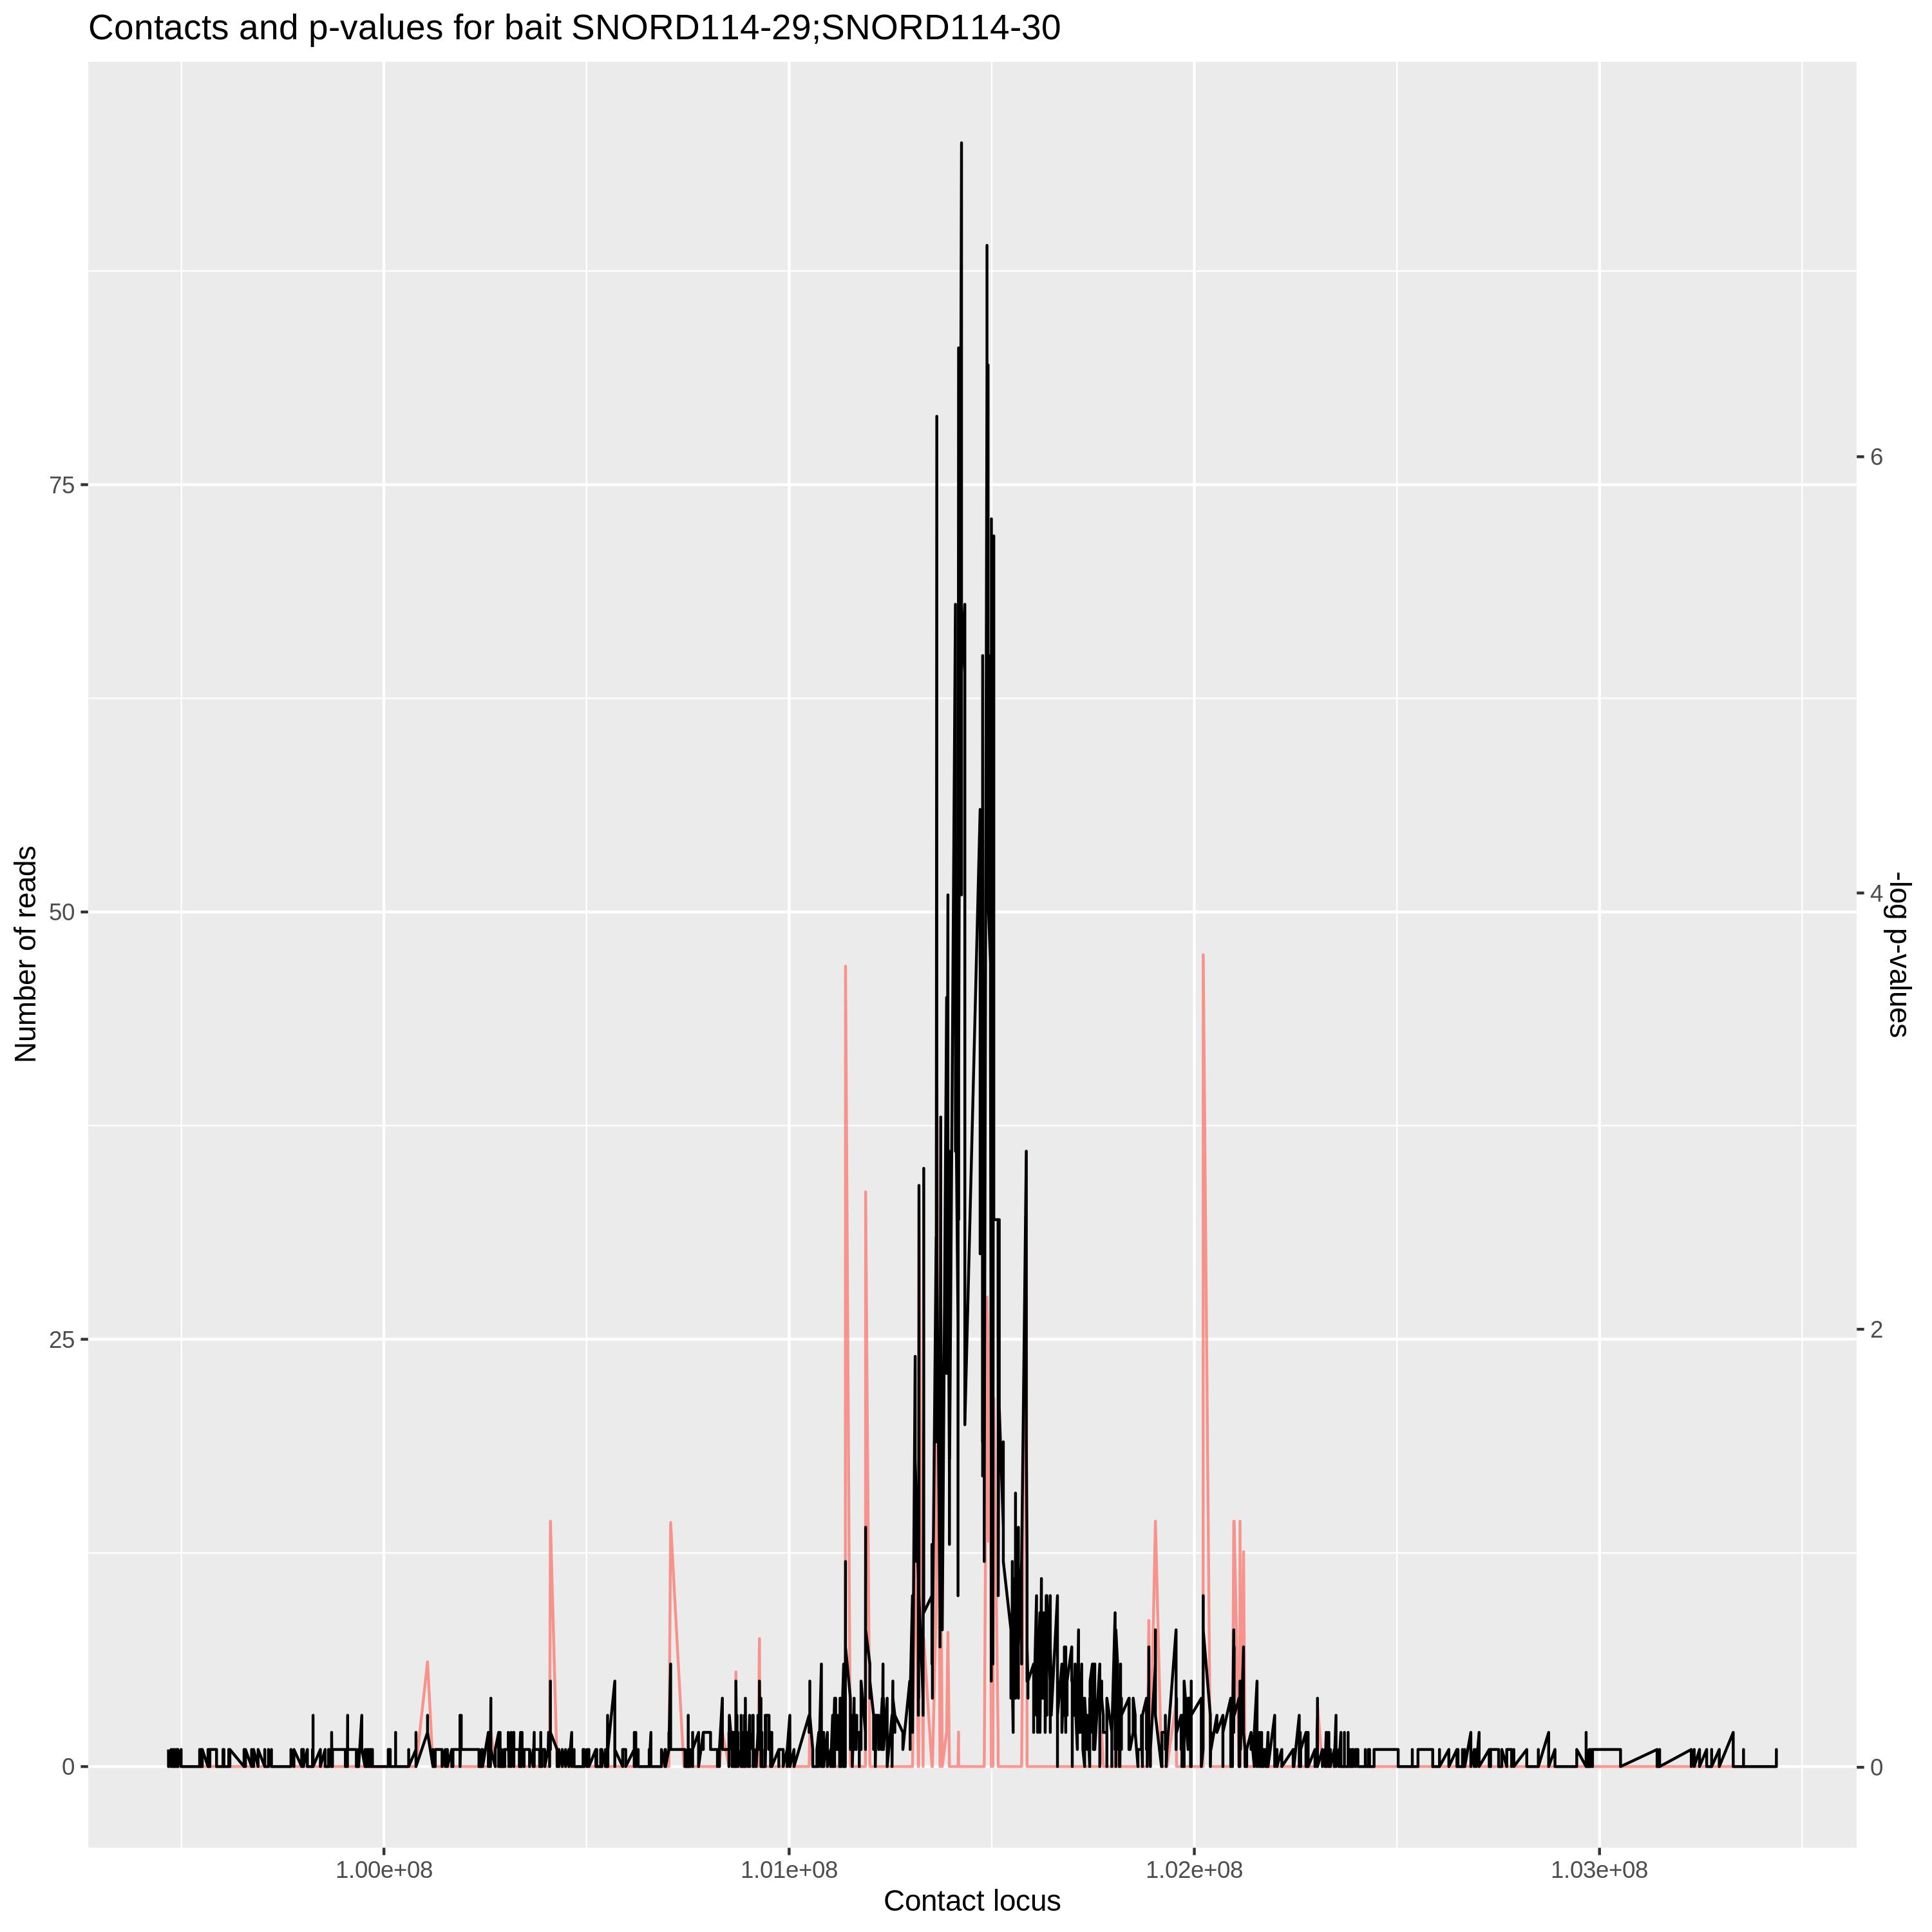 Contacts and p-values for bait SNORD114-29;SNORD114-30
Number of reads
75
50
25
0
6
4
2
0
-log p-values
1.00e+08
1.01e+08
1.02e+08
1.03e+08
Contact locus